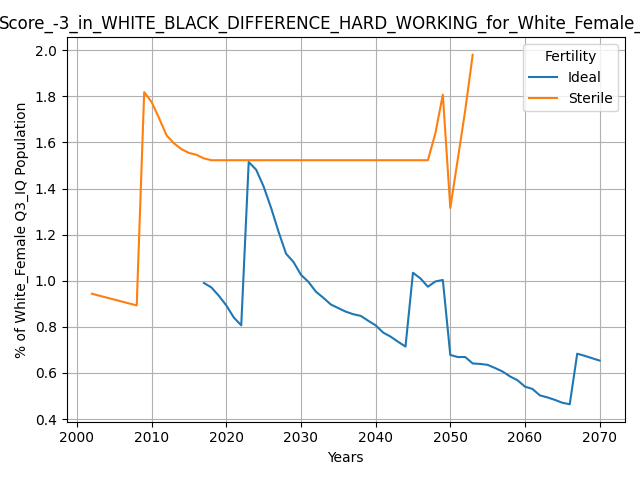 Score_-3_in_WHITE_BLACK_DIFFERENCE_HARD_WORKING_for_White_Female_
% of White_Female Q3_IQ Population
2.0
1.8
1.6
1.4
1.2
1.0
0.8
0.6
0.4
Fertility
Ideal
Sterile
2000
2010
2020
2030
2040
2050
2060
2070
Years